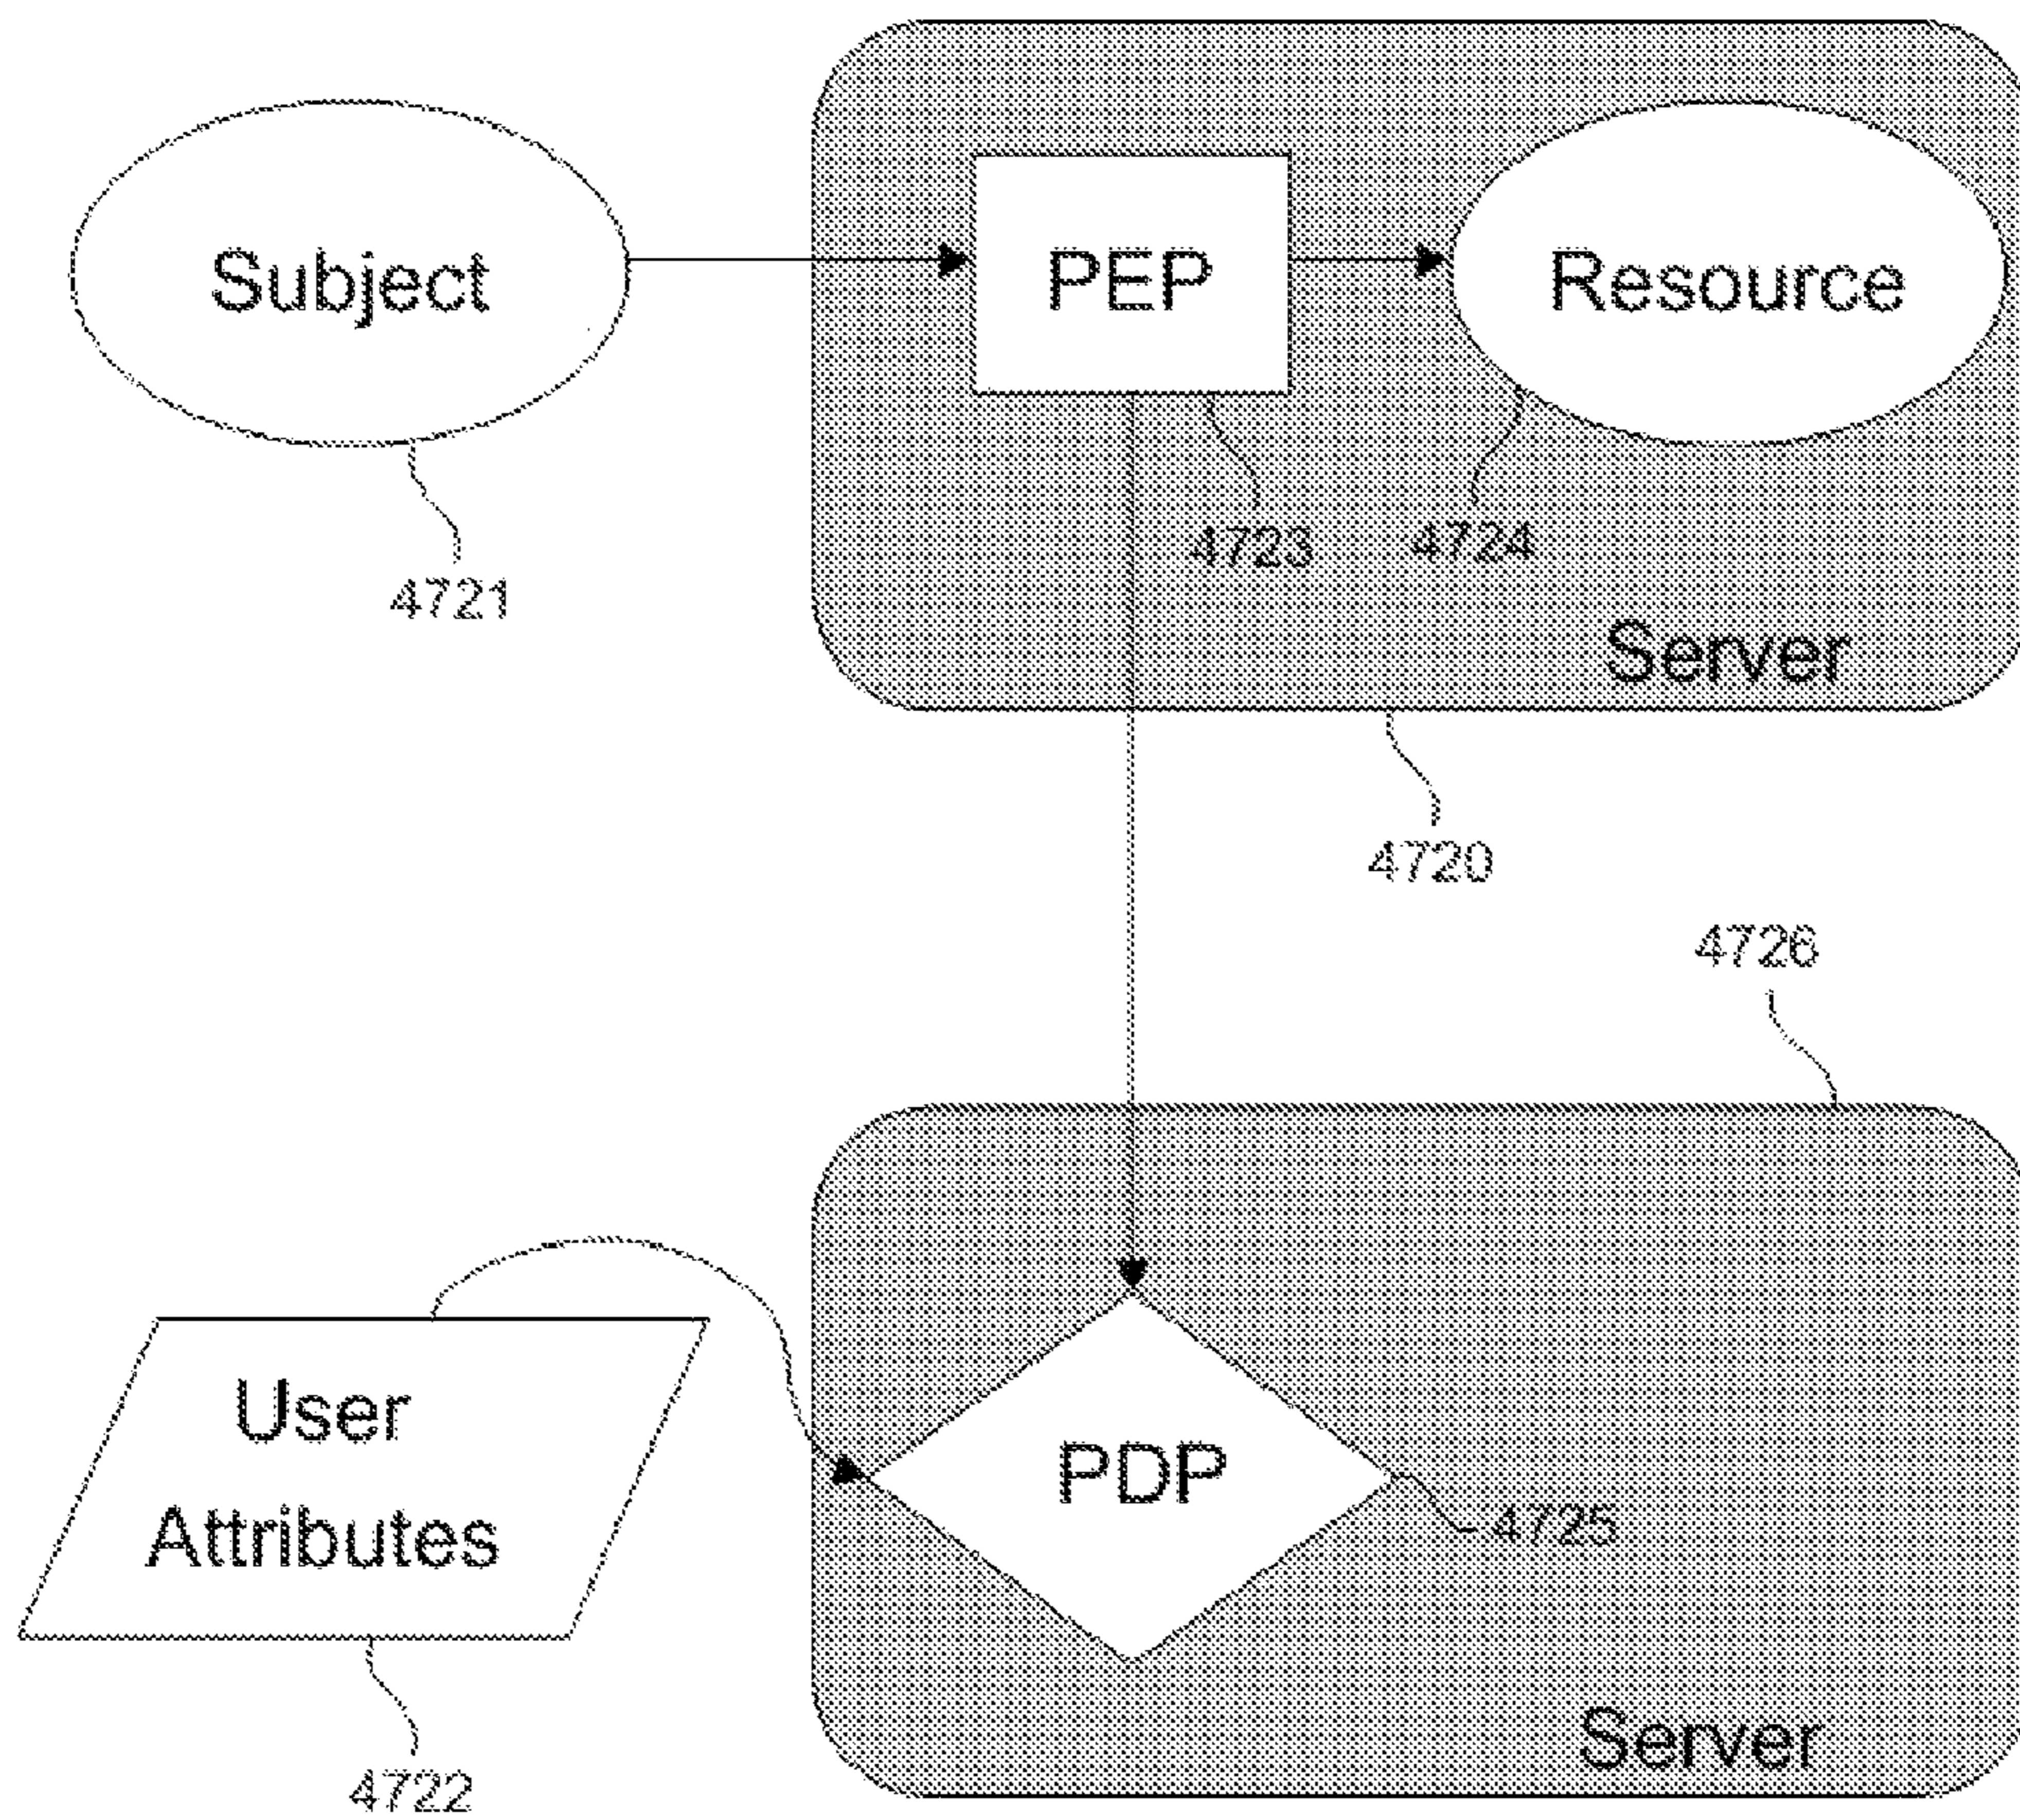 Subject
PEP
Resource
4723
4724
4721
Server
4720
4726
User
Attributes
PDP
4725
Server
4722